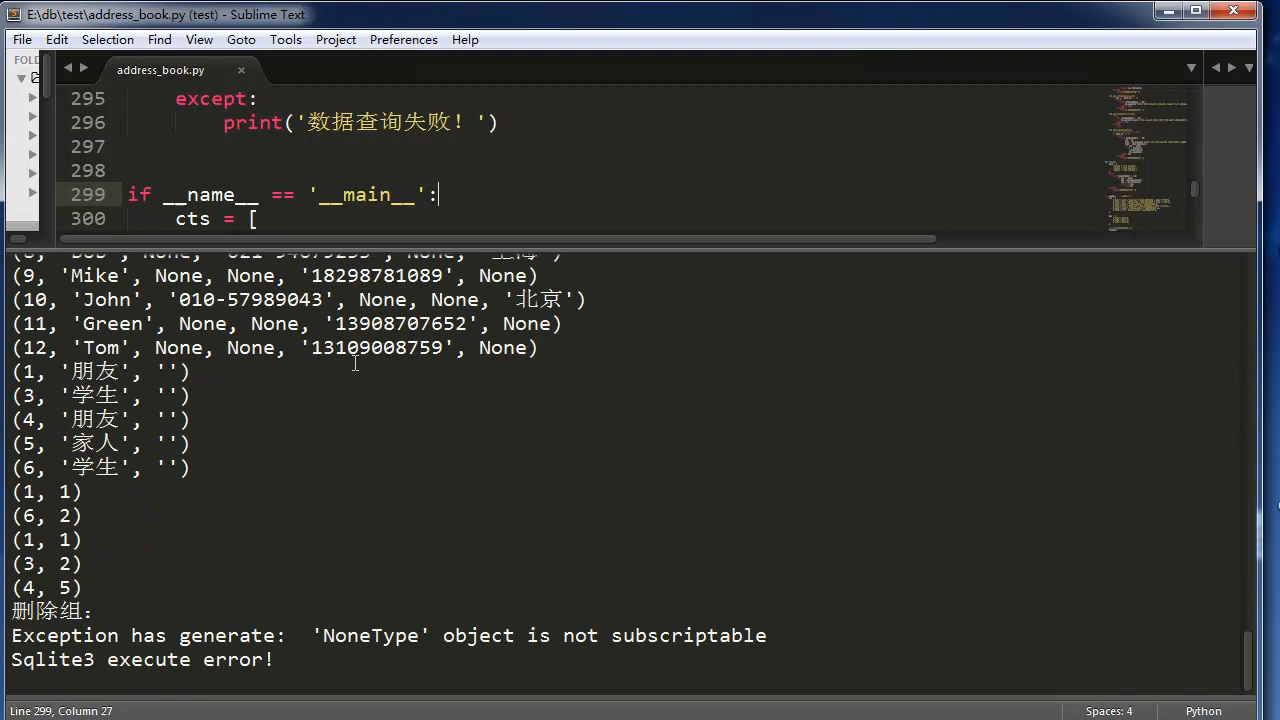 E:\db\test\address_book.py (test) - Sublime Text
File Edit Selection Find View Goto Tools Project Preferences Help
FOLD
address_book.py
295 except:
296 print('数据查询失败！')
297
298
299 if __name__ == '__main__':
300 cts = [
(9, 'Mike', None, None, '18298781089', None)
(10, 'John', '010-57989043', None, None, '北京')
(11, 'Green', None, None, '13908707652', None)
(12, 'Tom', None, None, '13109008759', None)
(1, '朋友', '')
(3, '学生', '')
(4, '朋友', '')
(5, '家人', '')
(6, '学生', '')
(1, 1)
(6, 2)
(1, 1)
(3, 2)
(4, 5)
删除组：
Exception has generate:  'NoneType' object is not subscriptable
Sqlite3 execute error!
Line 299, Column 27
Spaces: 4
Python